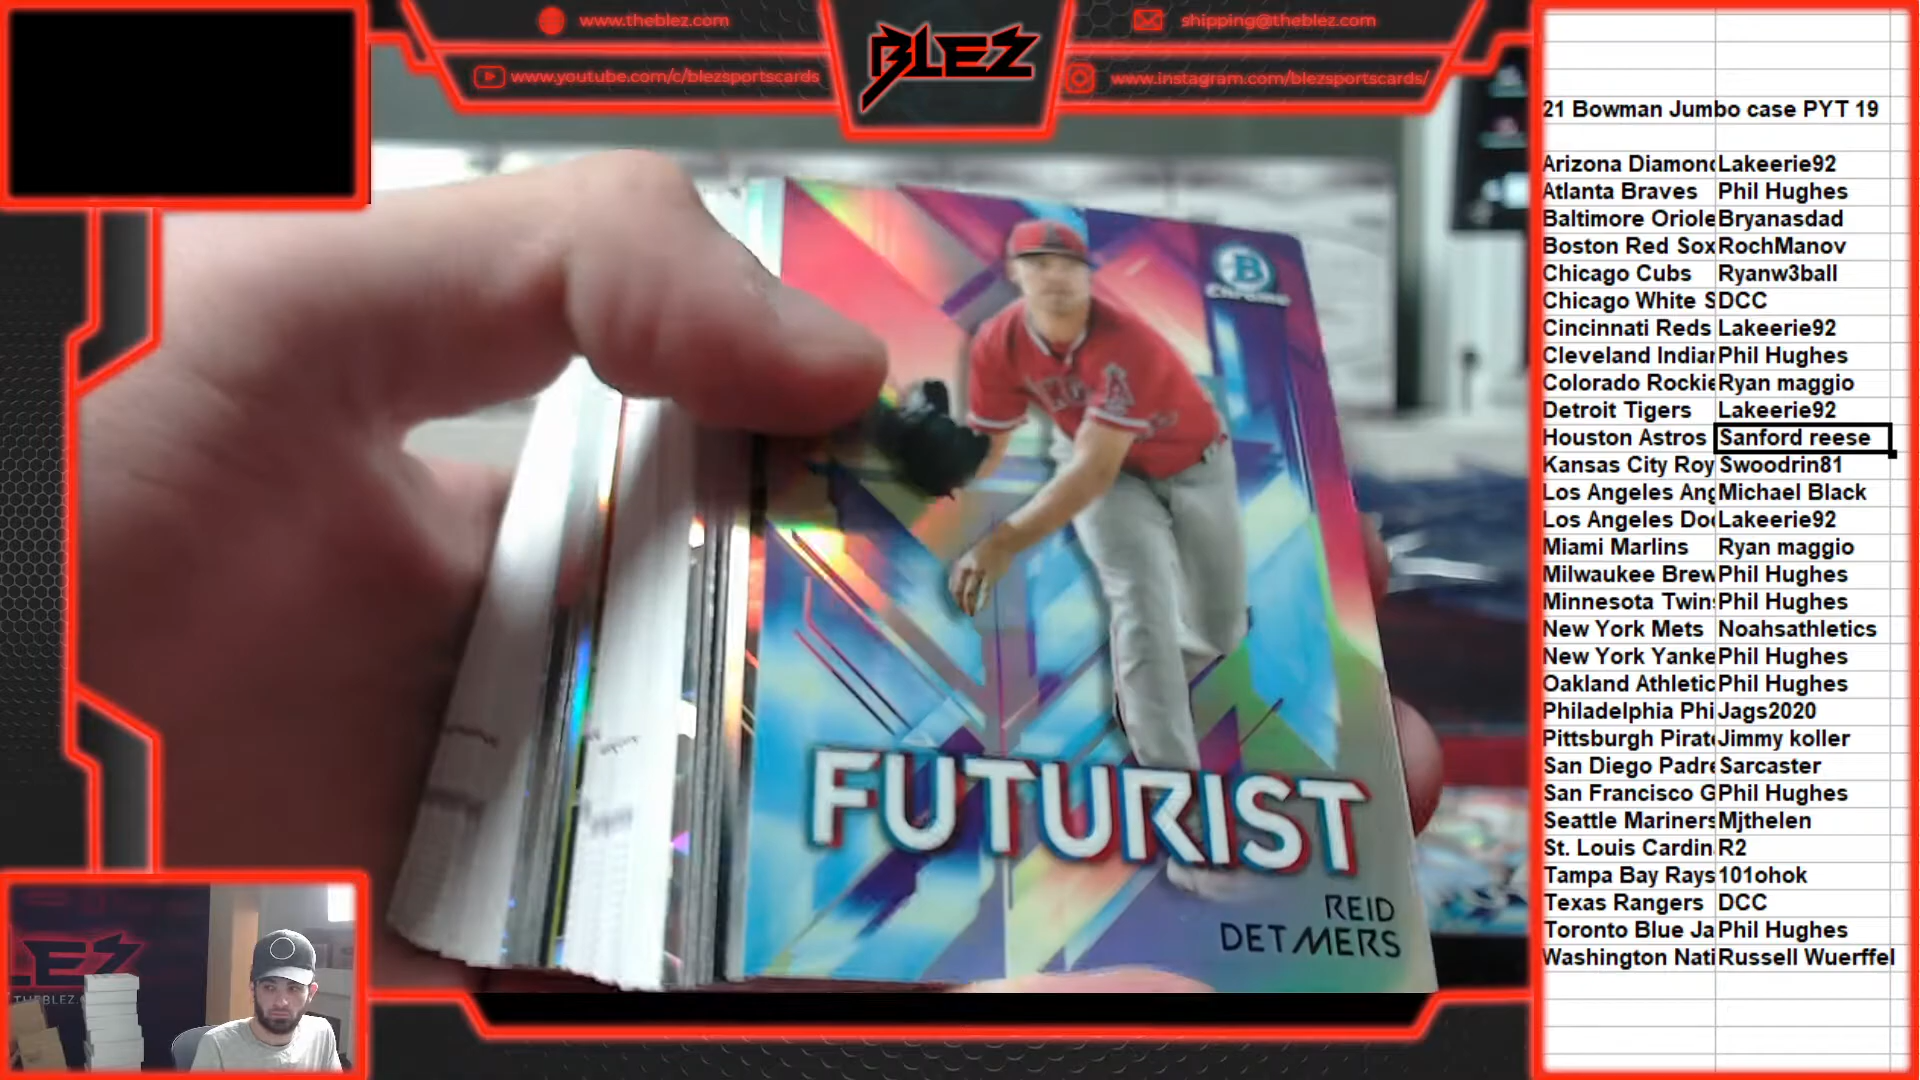 www.theblez.com
www.youtube.com/c/blezsportscards
BLEZ
shipping@theblez.com
www.instagram.com/blezsportscards/
B
Chrome
FUTURIST
REID
DETMERS
21 Bowman Jumbo case PYT 19
Arizona Diamond Lakeerie92
Atlanta Braves Phil Hughes
Baltimore Oriole Bryanasdad
Boston Red Sox RochManov
Chicago Cubs Ryanw3ball
Chicago White S DCC
Cincinnati Reds Lakeerie92
Cleveland Indian Phil Hughes
Colorado Rockie Ryan maggio
Detroit Tigers Lakeerie92
Houston Astros Sanford reese
Kansas City Roy Swoodrin81
Los Angeles Ang Michael Black
Los Angeles Dod Lakeerie92
Miami Marlins Ryan maggio
Milwaukee Brew Phil Hughes
Minnesota Twins Phil Hughes
New York Mets Noahsathletics
New York Yanke Phil Hughes
Oakland Athletic Phil Hughes
Philadelphia Phi Jags2020
Pittsburgh Pirate Jimmy koller
San Diego Padre Sarcaster
San Francisco G Phil Hughes
Seattle Mariners Mjthelen
St. Louis Cardin R2
Tampa Bay Rays 101ohok
Texas Rangers DCC
Toronto Blue Ja Phil Hughes
Washington Nati Russell Wuerffel
LEZ
THEBLEZ.